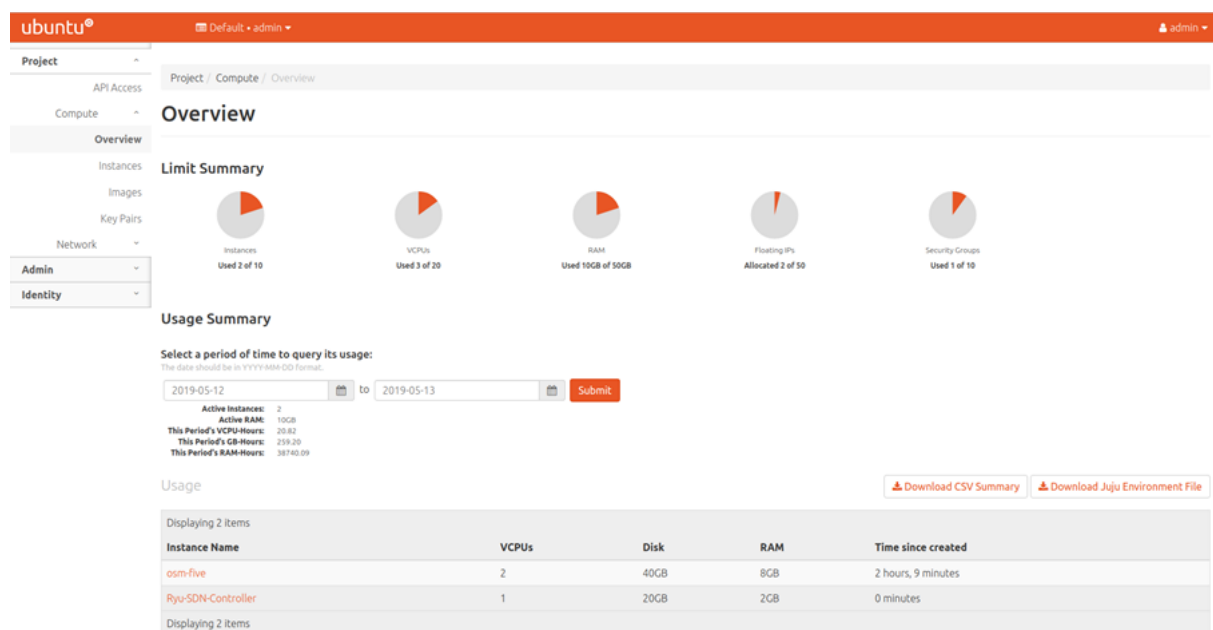 ubuntu®
Default • admin
admin
Project
API Access
Compute
Overview
Instances
Images
Key Pairs
Network
Admin
Identity
Project / Compute / Overview
Overview
Limit Summary
Instances
Used 2 of 10
VCPUs
Used 3 of 20
RAM
Used 10GB of 50GB
Floating IPs
Allocated 2 of 50
Security Groups
Used 1 of 10
Usage Summary
Select a period of time to query its usage:
The date should be in YYYY-MM-DD format.
2019-05-12 to 2019-05-13 Submit
Active Instances: 2
Active RAM: 10GB
This Period's VCPU-Hours: 20.82
This Period's GB-Hours: 259.20
This Period's RAM-Hours: 38740.09
Usage
Download CSV Summary
Download Juju Environment File
Displaying 2 items
Instance Name VCPUs Disk RAM Time since created
osm-five 2 40GB 8GB 2 hours, 9 minutes
Ryu-SDN-Controller 1 20GB 2GB 0 minutes
Displaying 2 items